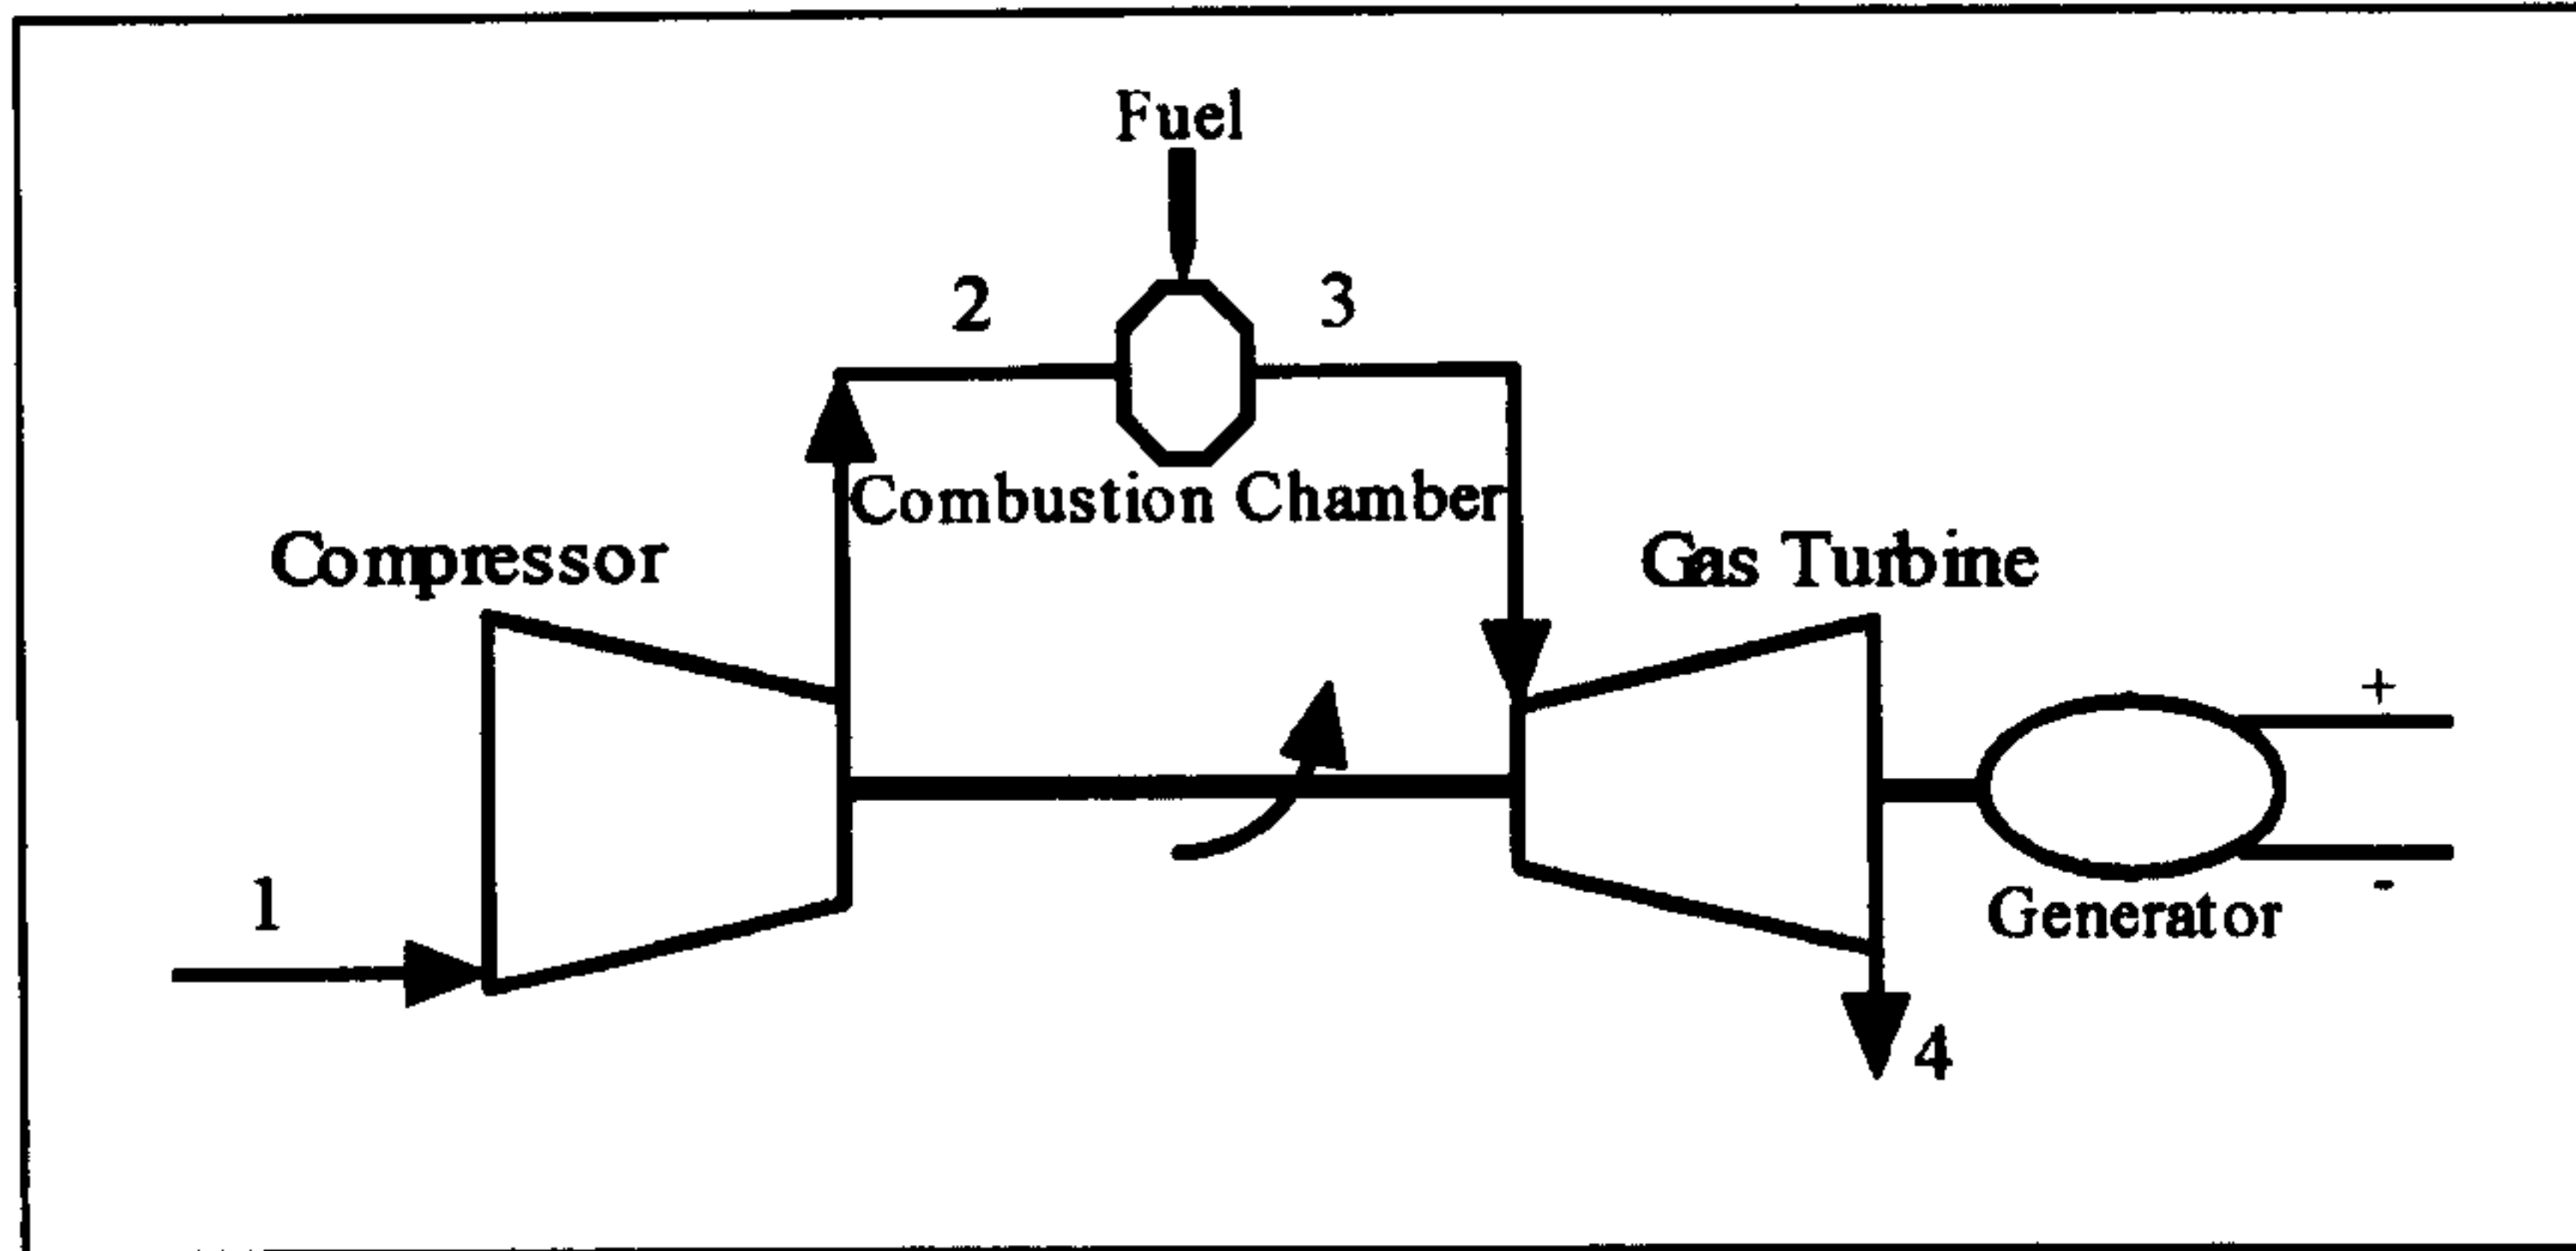 Fuel
2
3
Combustion Chamber
Compressor
Gas Turbine
+
1
-
Generator
4